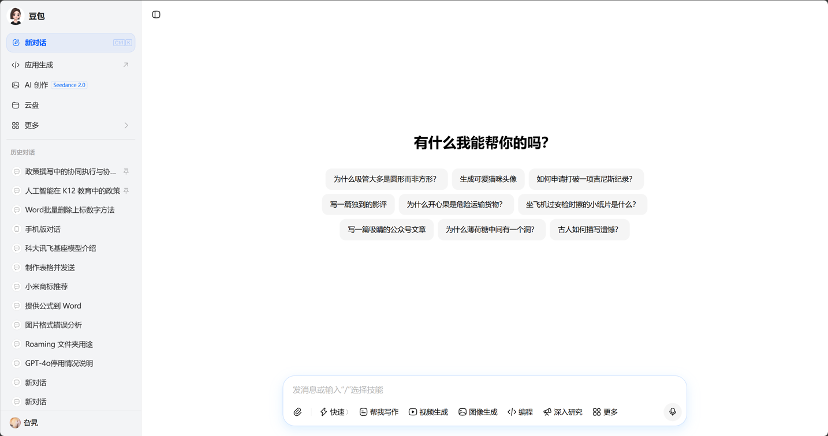 豆包
新对话
应用生成
AI 创作 Seedance 2.0
云盘
更多
历史对话
政策撰写中的协同执行与协...
人工智能在 K12 教育中的政策
Word批量删除上标数字方法
手机版对话
科大讯飞基座模型介绍
制作表格并发送
小米商标推荐
提供公式到 Word
图片格式错误分析
Roaming 文件夹用途
GPT-4o停用情况说明
新对话
新对话
有什么我能帮你的吗?
为什么吸管大多是圆形而非方形?
生成可爱猫咪头像
如何申请打破一项吉尼斯纪录?
写一篇独到的影评
为什么开心果是危险运输货物?
坐飞机过安检时擦的小纸片是什么?
写一篇吸睛的公众号文章
为什么薄荷糖中间有一个洞?
古人如何描写遗憾?
发消息或输入"/"选择技能
快速
帮我写作
视频生成
图像生成
编程
深入研究
更多